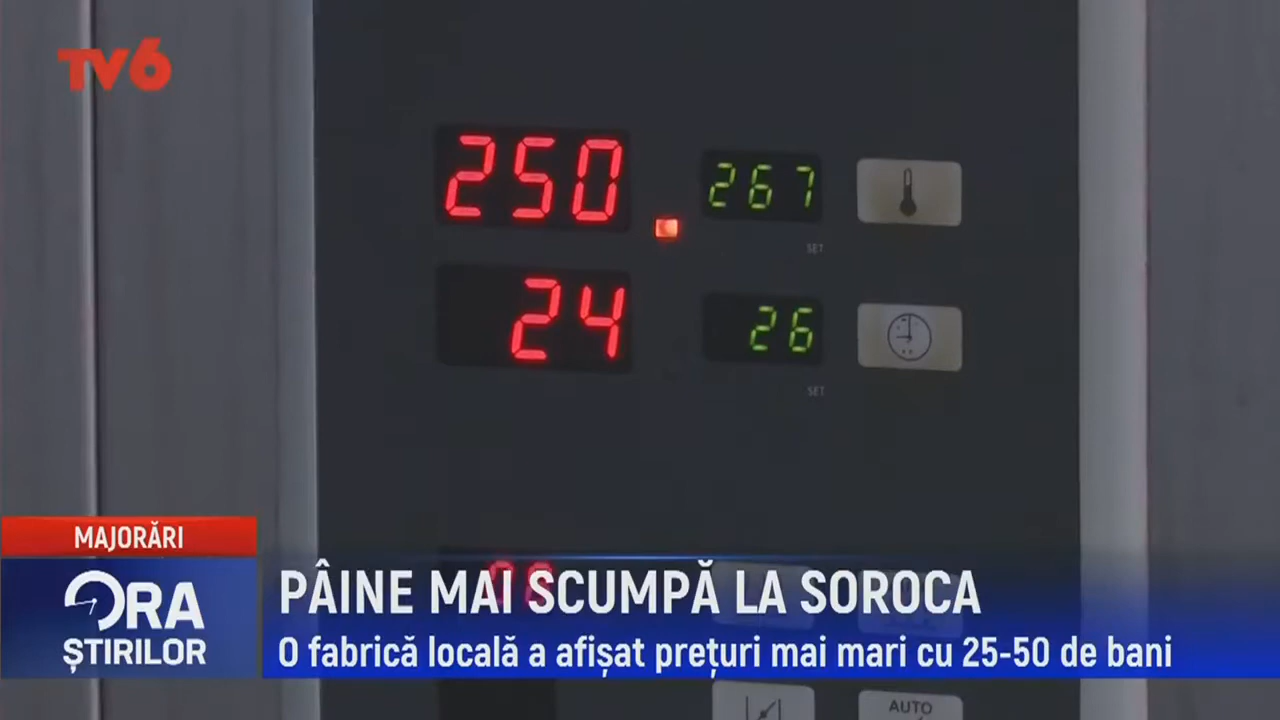 TV6
250
267
SET
24
26
SET
MAJORĂRI
ORA
ȘTIRILOR
PÂINE MAI SCUMPĂ LA SOROCA
O fabrică locală a afișat prețuri mai mari cu 25-50 de bani
AUTO